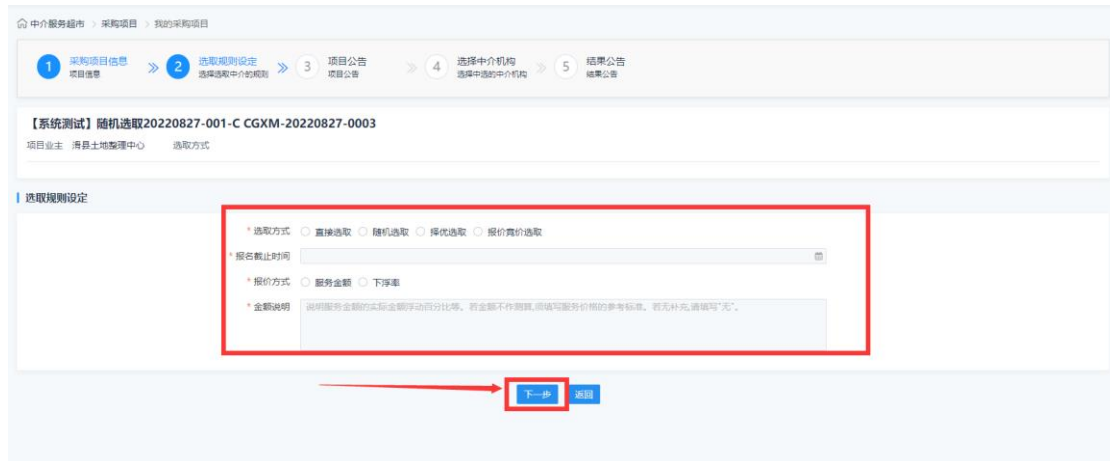 中介服务超市 > 采购项目 > 我的采购项目
1 采购项目信息 2 选取规则设定 3 项目公告 4 选择中介机构 5 结果公告
项目信息 选择选取中介的规则 项目公告 选择中选的中介机构 结果公告
【系统测试】随机选取20220827-001-C CGXM-20220827-0003
项目业主 滑县土地整理中心 选取方式
选取规则设定
* 选取方式 直接选取 随机选取 择优选取 报价竞价选取
* 报名截止时间
* 报价方式 服务金额 下浮率
* 金额说明 说明服务金额的实际金额浮动百分比等。若金额不作测算,须填写服务价格的参考标准。若无补充,请填写"无"。
下一步 返回